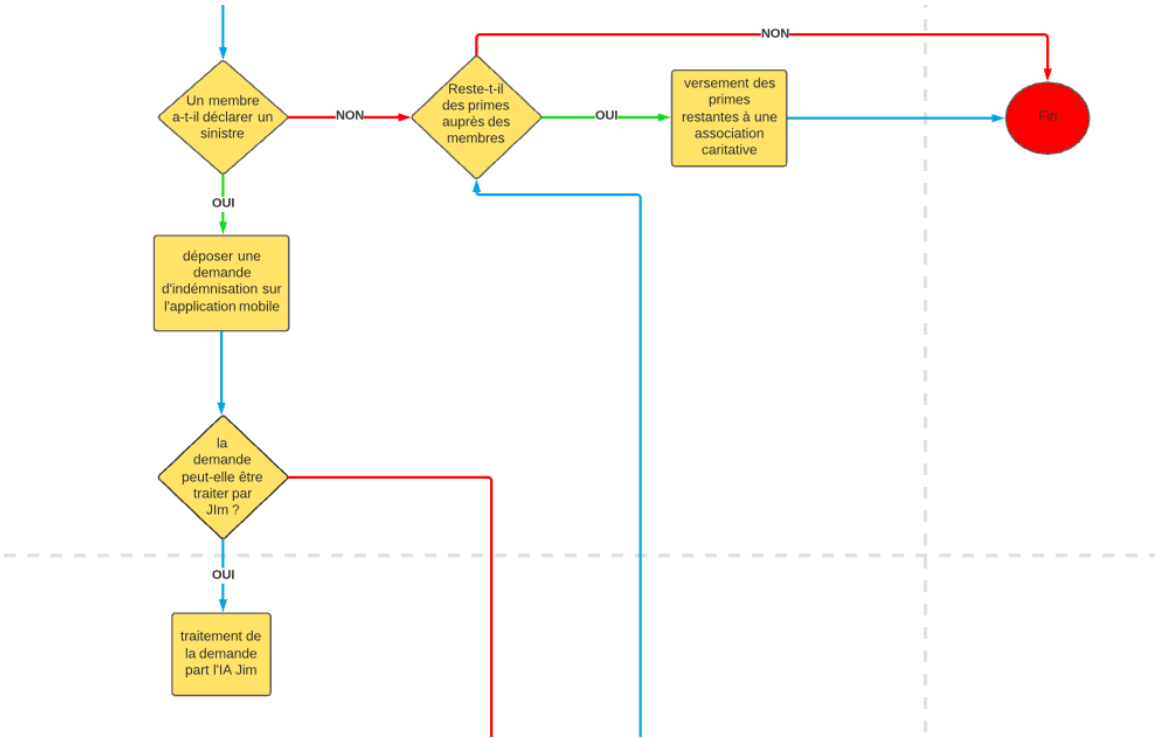 NON
Un membre
a-t-il déclarer un
sinistre
NON
Reste-t-il
des primes
auprès des
membres
OUI
versement des
primes
restantes à une
association
caritative
Fin
OUI
déposer une
demande
d'indémnisation sur
l'application mobile
la
demande
peut-elle être
traiter par
JIm ?
OUI
traitement de
la demande
part l'IA Jim